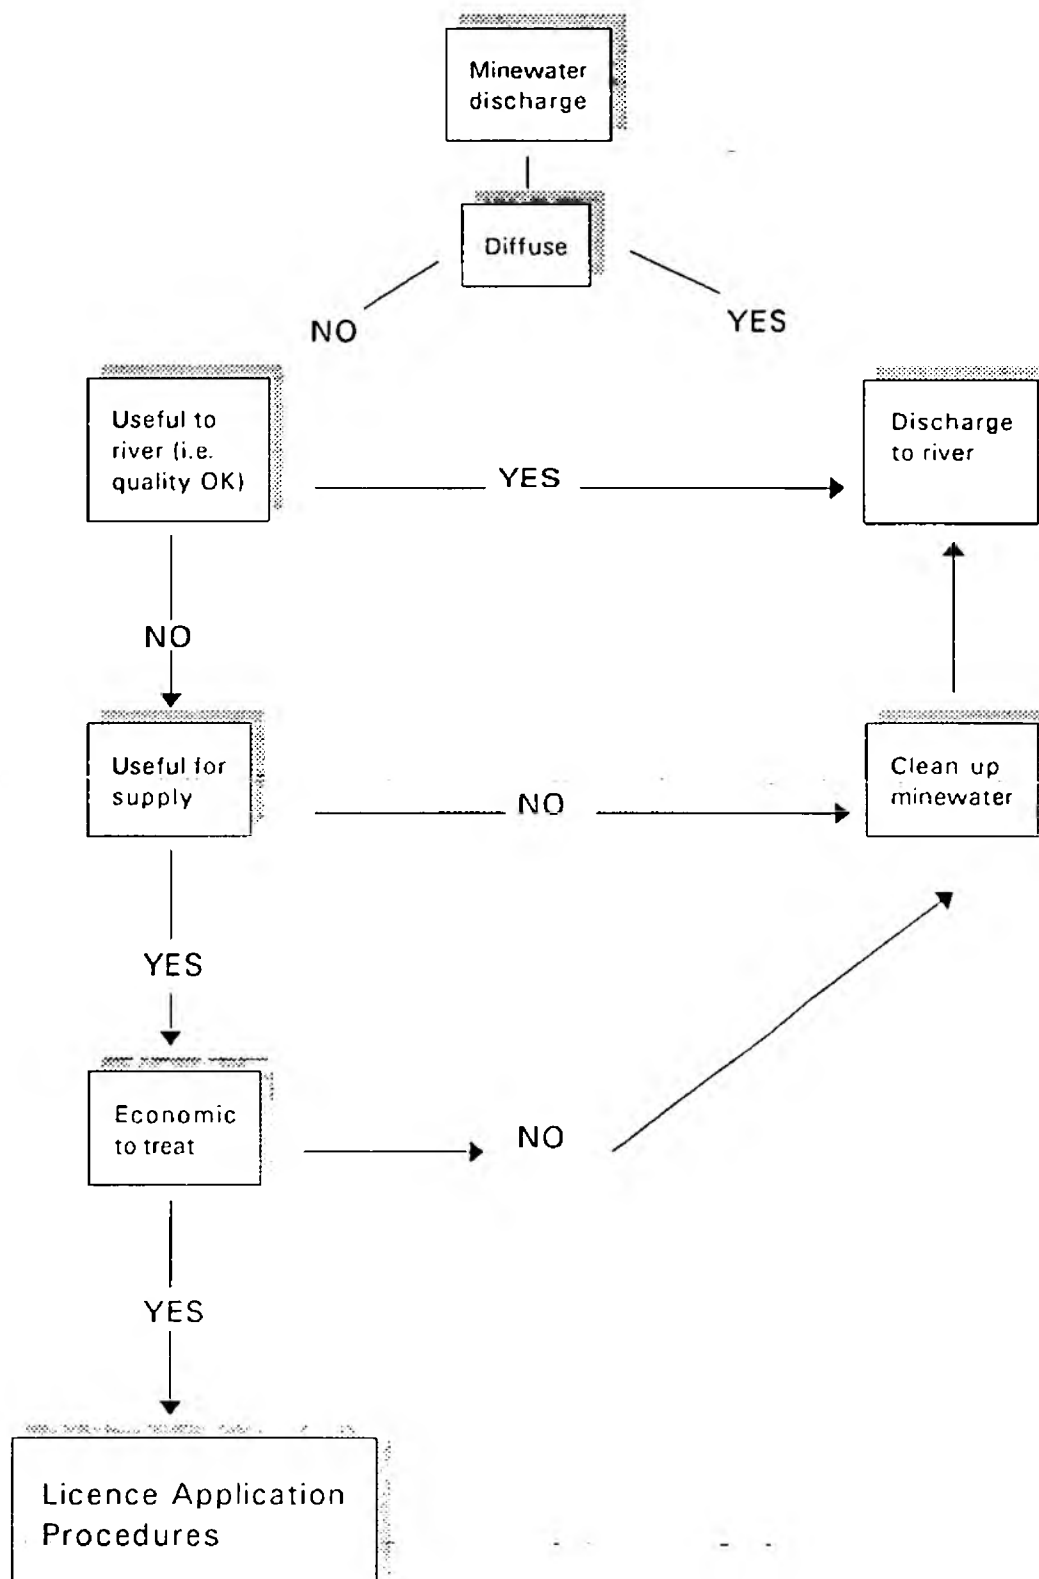 Minewater
discharge
Diffuse
NO
YES
Useful to
river (i.e.
quality OK)
YES
Discharge
to river
NO
Useful for
supply
NO
Clean up
minewater
YES
Economic
to treat
NO
YES
Licence Application
Procedures